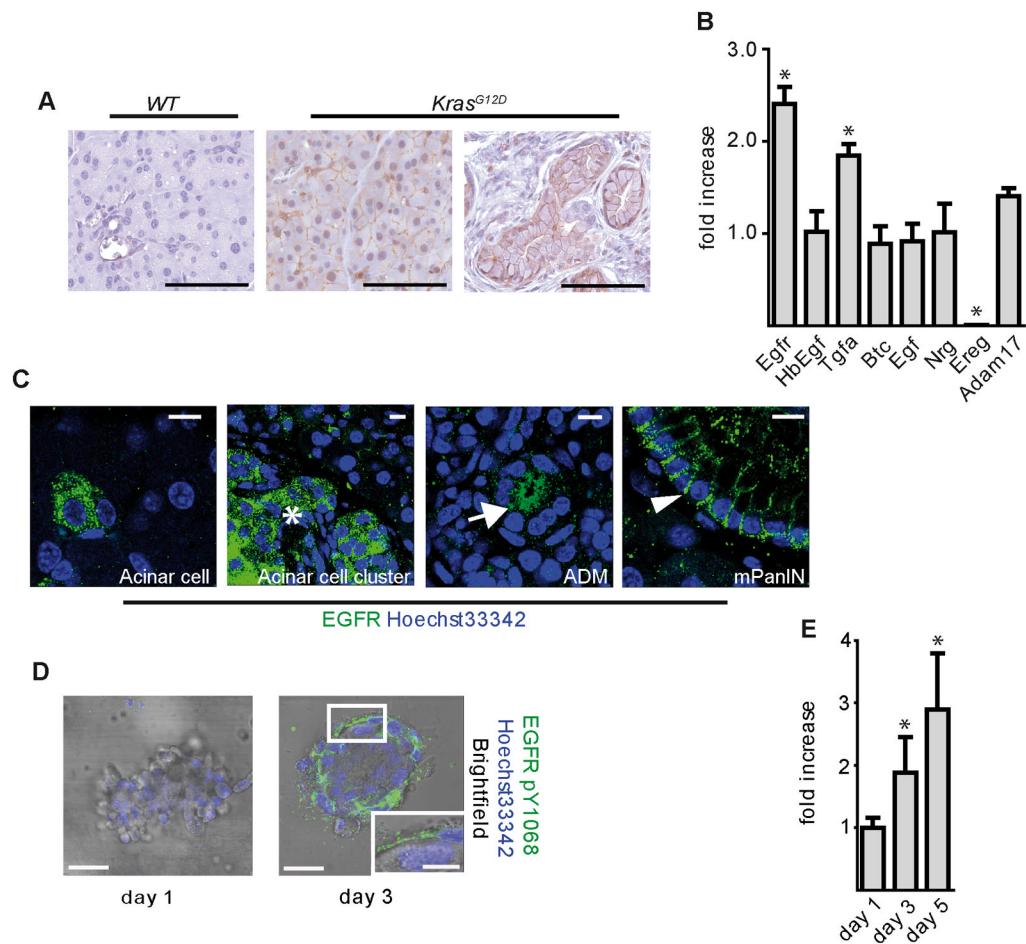 A
WT
Kras^G12D
B
fold increase
3.0
2.0
1.0
*
*
*
Egfr
HbEgf
Tgfa
Btc
Egf
Nrg
Ereg
Adam17
C
*
Acinar cell
Acinar cell cluster
ADM
mPanIN
EGFR Hoechst33342
D
day 1
day 3
EGFR pY1068
Hoechst33342
Brightfield
E
fold increase
4
3
2
1
*
*
day 1
day 3
day 5